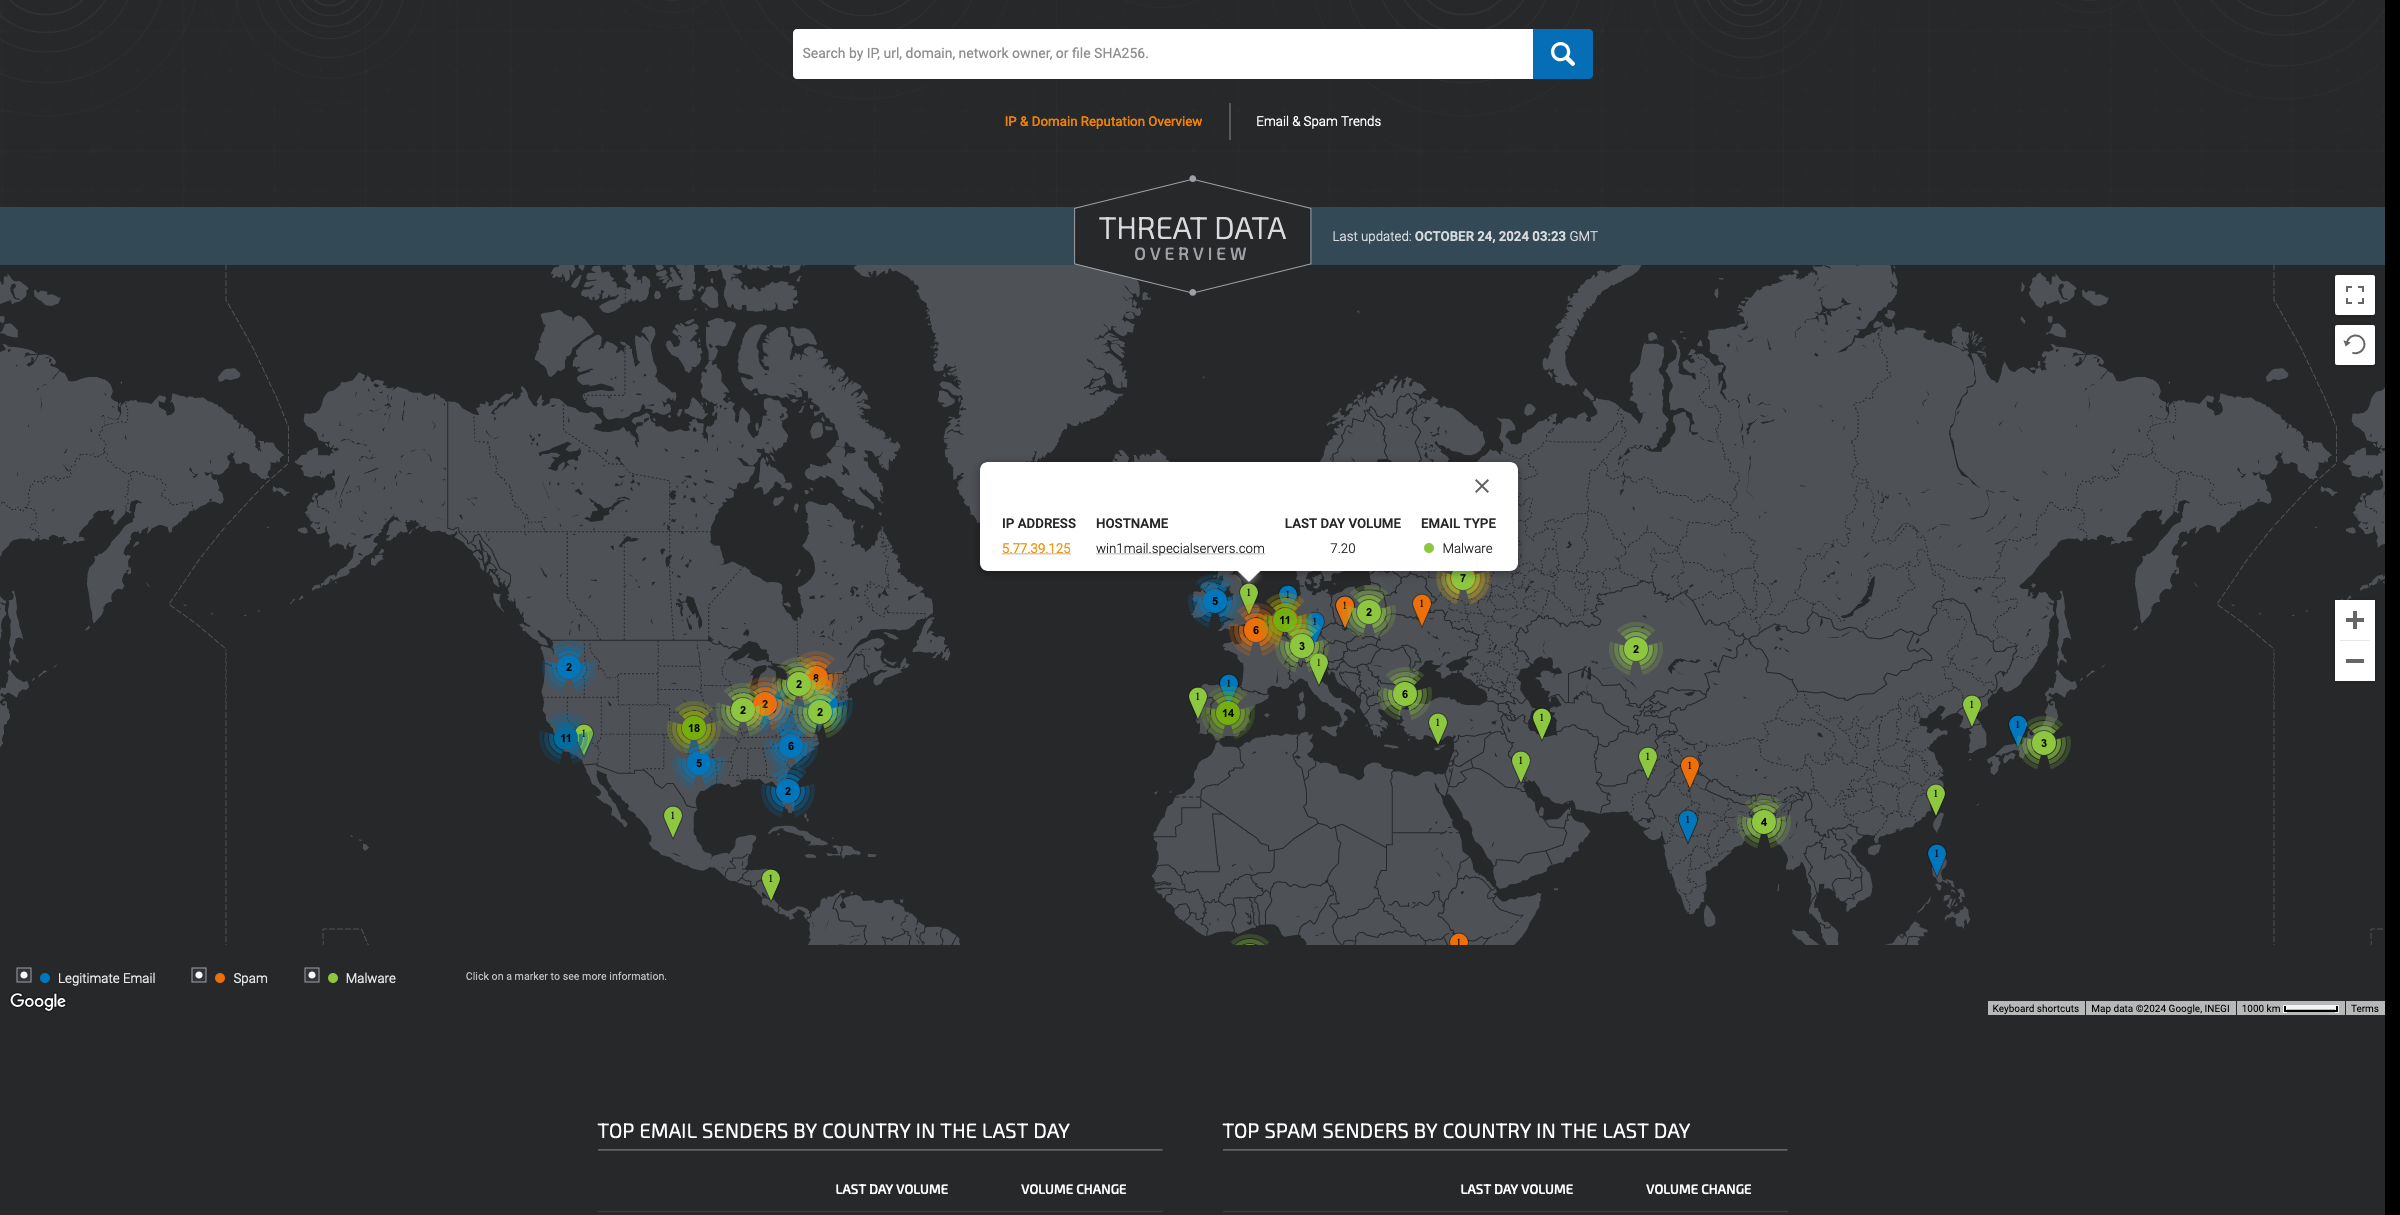 Search by IP, url, domain, network owner, or file SHA256.
IP & Domain Reputation Overview
Email & Spam Trends
THREAT DATA
OVERVIEW
Last updated: OCTOBER 24, 2024 03:23 GMT
IP ADDRESS HOSTNAME LAST DAY VOLUME EMAIL TYPE
5.77.39.125 win1mail.specialservers.com 7.20 Malware
7
5
1
1
11
1
6
3
1
1
2
1
2
2
2
8
2
2
2
11
1
18
5
6
2
1
1
1
1
14
6
1
1
1
1
1
1
4
1
1
3
1
1
1
Legitimate Email
Spam
Malware
Click on a marker to see more information.
Google
Keyboard shortcuts
Map data ©2024 Google, INEGI
1000 km
Terms
TOP EMAIL SENDERS BY COUNTRY IN THE LAST DAY
LAST DAY VOLUME VOLUME CHANGE
TOP SPAM SENDERS BY COUNTRY IN THE LAST DAY
LAST DAY VOLUME VOLUME CHANGE